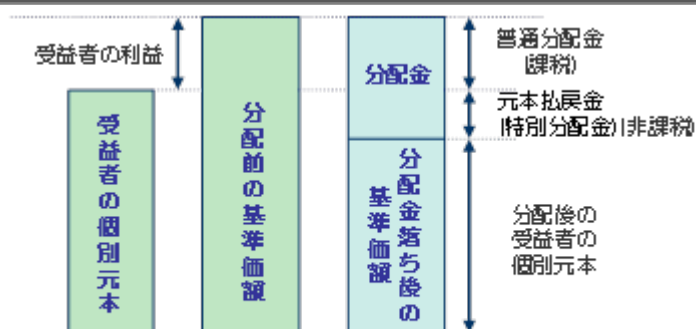 受益者の利益
受益者の個別元本
分配前の基準価額
分配金
分配金落ち後の
基準価額
普通分配金
(課税)
元本払戻金
(特別分配金)(非課税)
分配後の
受益者の
個別元本